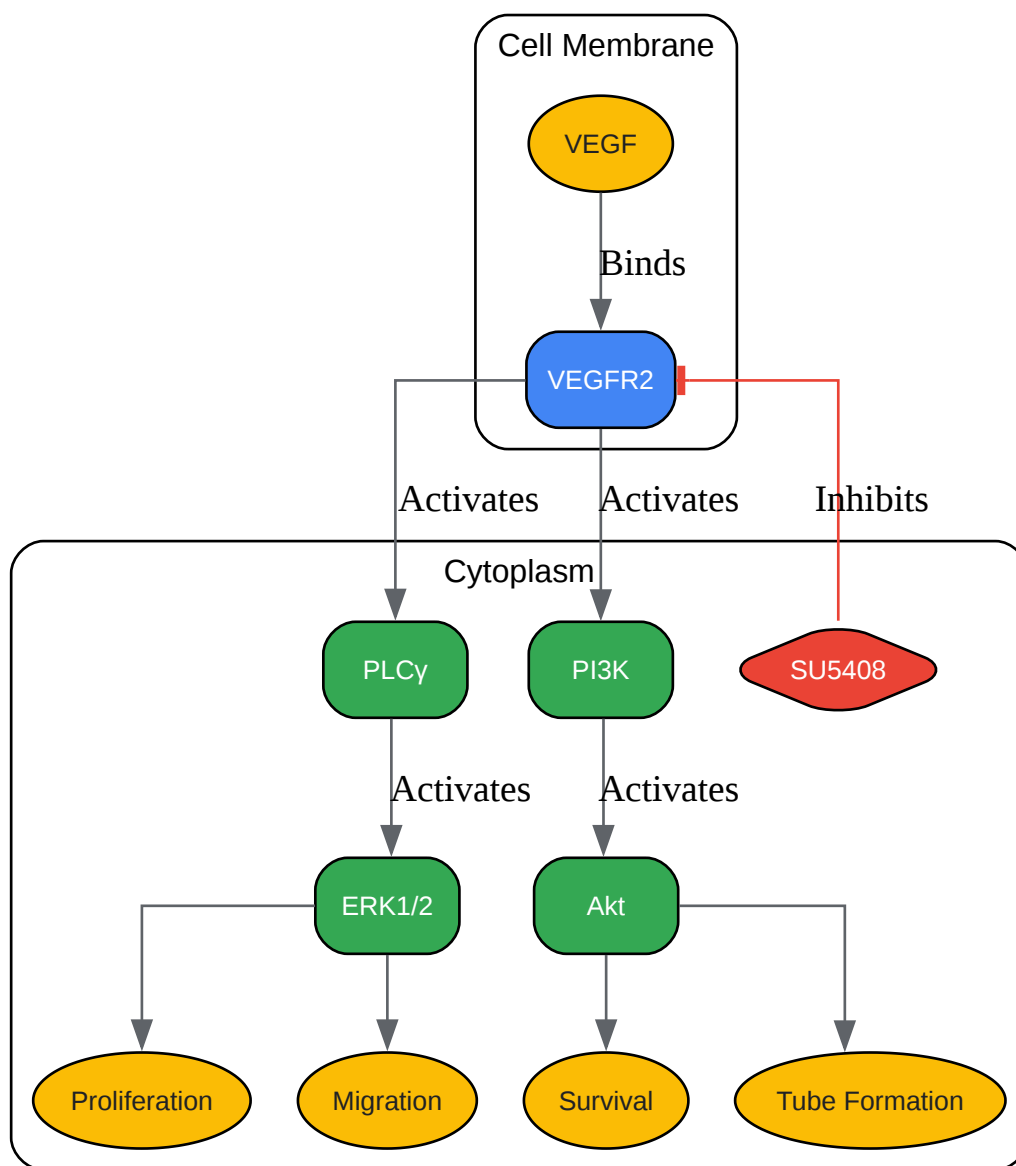 Cell Membrane
VEGF
Binds
VEGFR2
Activates
Activates
Inhibits
Cytoplasm
PLCγ
PI3K
SU5408
Activates
Activates
ERK1/2
Akt
Proliferation
Migration
Survival
Tube Formation